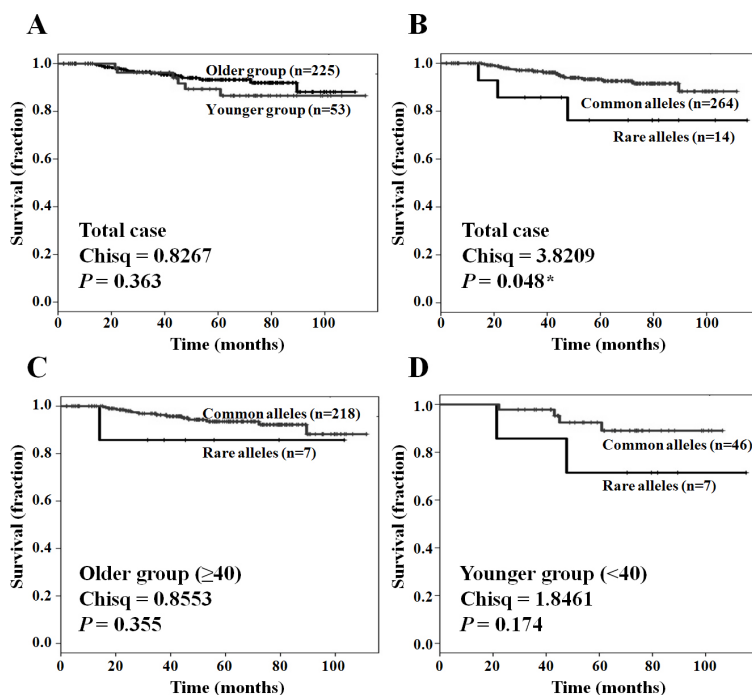 A
Survival (fraction)
1.0
0.8
0.6
0.4
0.2
0.0
Older group (n=225)
Younger group (n=53)
Total case
Chisq = 0.8267
P = 0.363
0 20 40 60 80 100
Time (months)
B
Survival (fraction)
1.0
0.8
0.6
0.4
0.2
0.0
Common alleles (n=264)
Rare alleles (n=14)
Total case
Chisq = 3.8209
P = 0.048*
0 20 40 60 80 100
Time (months)
C
Survival (fraction)
1.0
0.8
0.6
0.4
0.2
0.0
Common alleles (n=218)
Rare alleles (n=7)
Older group (≥40)
Chisq = 0.8553
P = 0.355
0 20 40 60 80 100
Time (months)
D
Survival (fraction)
1.0
0.8
0.6
0.4
0.2
0.0
Common alleles (n=46)
Rare alleles (n=7)
Younger group (<40)
Chisq = 1.8461
P = 0.174
0 20 40 60 80 100
Time (months)